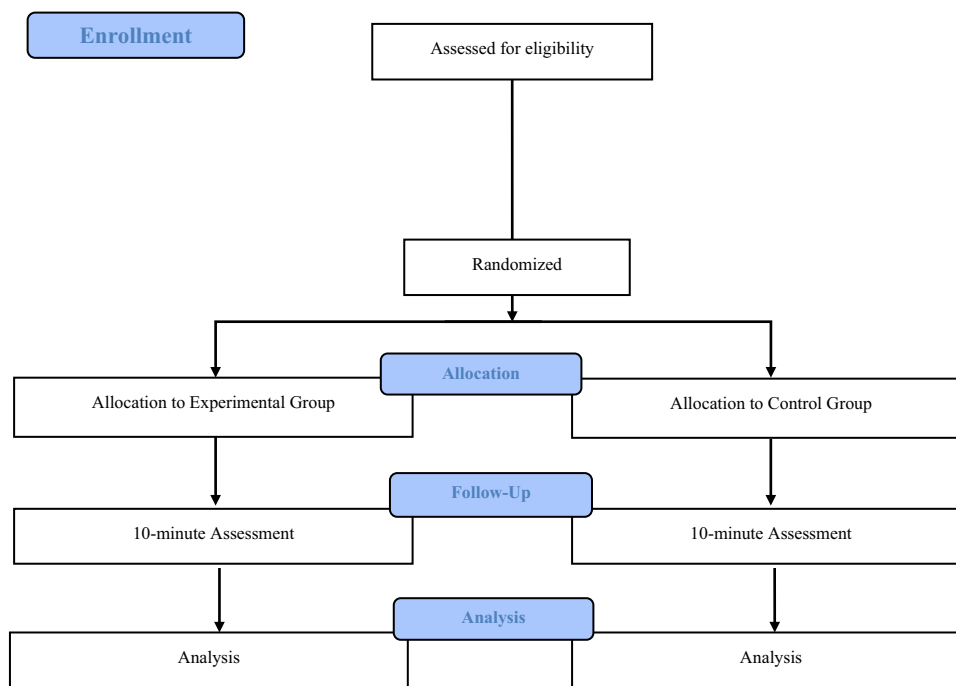 Enrollment
Assessed for eligibility
Randomized
Allocation
Allocation to Experimental Group
Allocation to Control Group
Follow-Up
10-minute Assessment
10-minute Assessment
Analysis
Analysis
Analysis